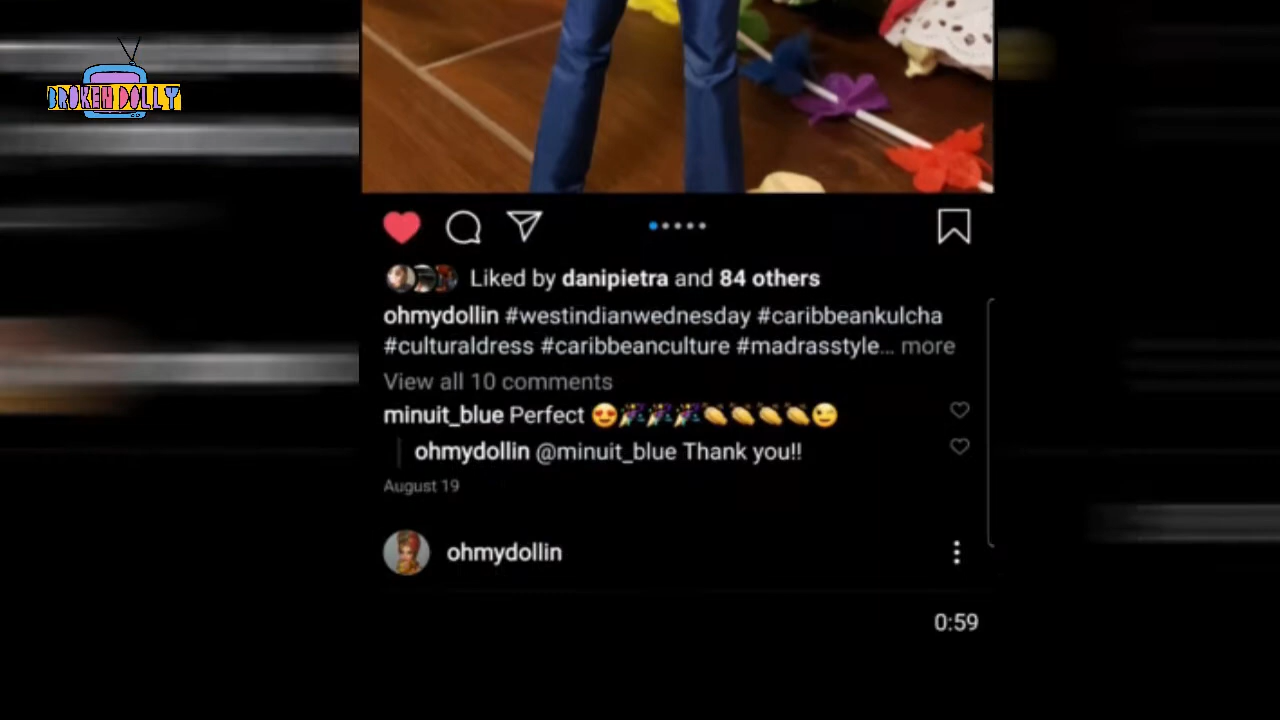 BROKEN DOLLY
Liked by danipietra and 84 others
ohmydollin #westindianwednesday #caribbeankulcha
#culturaldress #caribbeanculture #madrasstyle... more
View all 10 comments
minuit_blue Perfect 😍🎉🎉🎉👏👏👏👏😉
ohmydollin @minuit_blue Thank you!!
August 19
ohmydollin
0:59